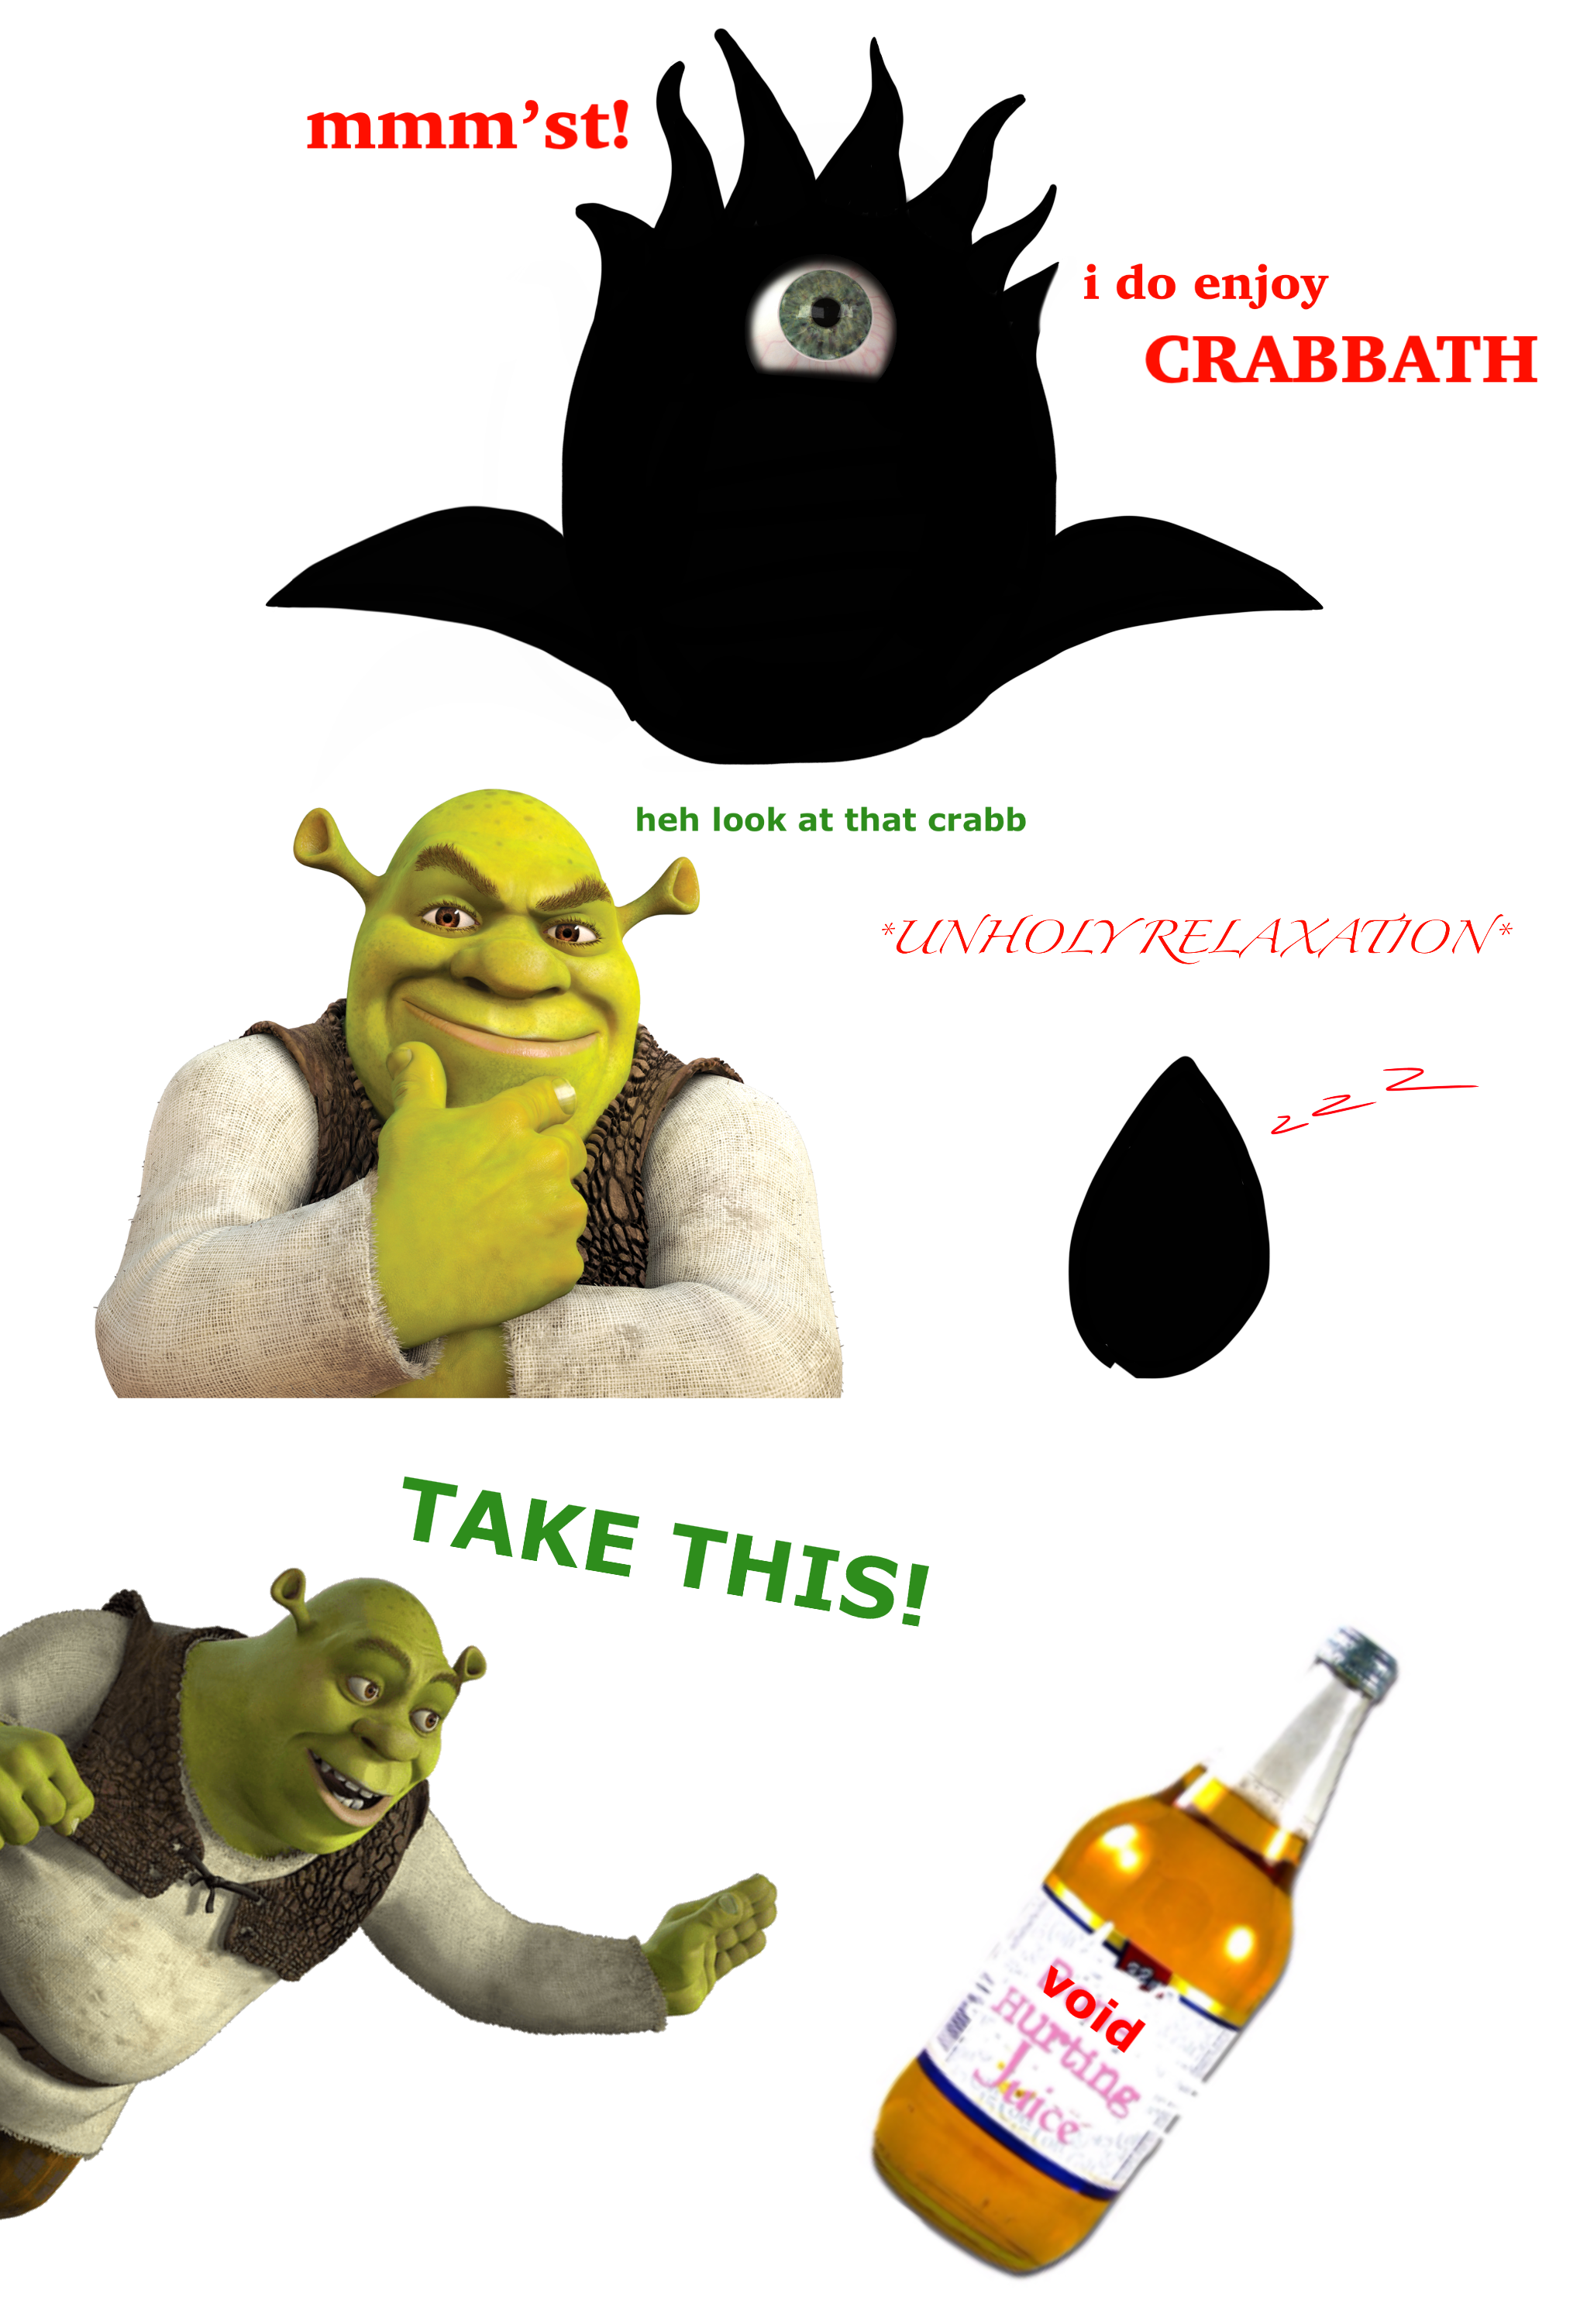 mmm’st!
i do enjoy
CRABBATH
heh look at that crabb
*UNHOLY RELAXATION*
z z z
TAKE THIS!
void
Hurting
Juice